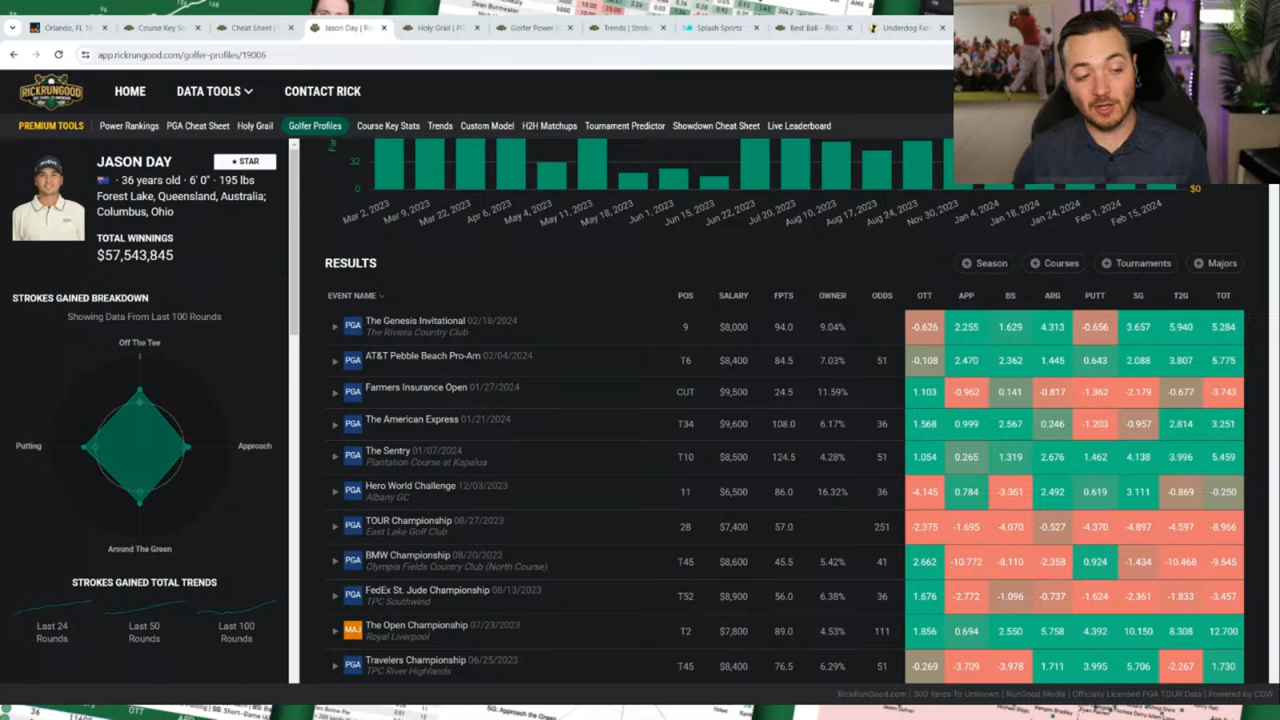 Orlando, FL 10
Course Key St
Cheat Sheet |
Jason Day | R
Holy Grail | PG
Golfer Power
Trends | Stroke
Splash Sports
Best Ball - Ric
Underdog Fan
app.rickrungood.com/golfer-profiles/19006
RICKRUNGOOD
HOME DATA TOOLS CONTACT RICK
PREMIUM TOOLS Power Rankings PGA Cheat Sheet Holy Grail Golfer Profiles Course Key Stats Trends Custom Model H2H Matchups Tournament Predictor Showdown Cheat Sheet Live Leaderboard
JASON DAY
STAR
· 36 years old · 6' 0" · 195 lbs
Forest Lake, Queensland, Australia;
Columbus, Ohio
TOTAL WINNINGS
$57,543,845
STROKES GAINED BREAKDOWN
Showing Data From Last 100 Rounds
Off The Tee
Putting
Approach
Around The Green
STROKES GAINED TOTAL TRENDS
Last 24 Rounds
Last 50 Rounds
Last 100 Rounds
Fa
32
0
$0
Mar 2, 2023 Mar 9, 2023 Mar 22, 2023 Apr 6, 2023 May 4, 2023 May 11, 2023 May 18, 2023 Jun 1, 2023 Jun 15, 2023 Jun 22, 2023 Jul 20, 2023 Aug 10, 2023 Aug 17, 2023 Aug 24, 2023 Nov 30, 2023 Jan 4, 2024 Jan 18, 2024 Jan 24, 2024 Feb 1, 2024 Feb 15, 2024
RESULTS
Season Courses Tournaments Majors
EVENT NAME POS SALARY FPTS OWNER ODDS OTT APP BS ARG PUTT SG T2G TOT
PGA The Genesis Invitational 02/18/2024 9 $8,000 94.0 9.04% -0.626 2.255 1.629 4.313 -0.656 3.657 5.940 5.284
The Riviera Country Club
PGA AT&T Pebble Beach Pro-Am 02/04/2024 T6 $8,400 84.5 7.03% 51 -0.108 2.470 2.362 1.445 0.643 2.088 3.807 5.775
PGA Farmers Insurance Open 01/27/2024 CUT $9,500 24.5 11.59% 1.103 -0.962 0.141 -0.817 -1.362 -2.179 -0.677 -3.743
PGA The American Express 01/21/2024 T34 $9,600 108.0 6.17% 36 1.568 0.999 2.567 0.246 -1.203 -0.957 2.814 3.251
PGA The Sentry 01/07/2024 T10 $8,500 124.5 4.28% 51 1.054 0.265 1.319 2.676 1.462 4.138 3.996 5.459
Plantation Course at Kapalua
PGA Hero World Challenge 12/03/2023 11 $6,500 86.0 16.32% 36 -4.145 0.784 -3.361 2.492 0.619 3.111 -0.869 -0.250
Albany GC
PGA TOUR Championship 08/27/2023 28 $7,400 57.0 251 -2.375 -1.695 -4.070 -0.527 -4.370 -4.897 -4.597 -8.966
East Lake Golf Club
PGA BMW Championship 08/20/2023 T45 $8,600 45.5 5.42% 41 2.662 -10.772 -8.110 -2.358 0.924 -1.434 -10.468 -9.545
Olympia Fields Country Club (North Course)
PGA FedEx St. Jude Championship 08/13/2023 T52 $8,900 56.0 6.38% 36 1.676 -2.772 -1.096 -0.737 -1.624 -2.361 -1.833 -3.457
TPC Southwind
MAJ The Open Championship 07/23/2023 T2 $7,800 89.0 4.53% 111 1.856 0.694 2.550 5.758 4.392 10.150 8.308 12.700
Royal Liverpool
PGA Travelers Championship 06/25/2023 T45 $8,400 76.5 6.29% 51 -0.269 -3.709 -3.978 1.711 3.995 5.706 -2.267 1.730
TPC River Highlands
RickRunGood.com | 300 Yards To Unknown | RunGood Media | Officially Licensed PGA TOUR Data | Powered by CDW